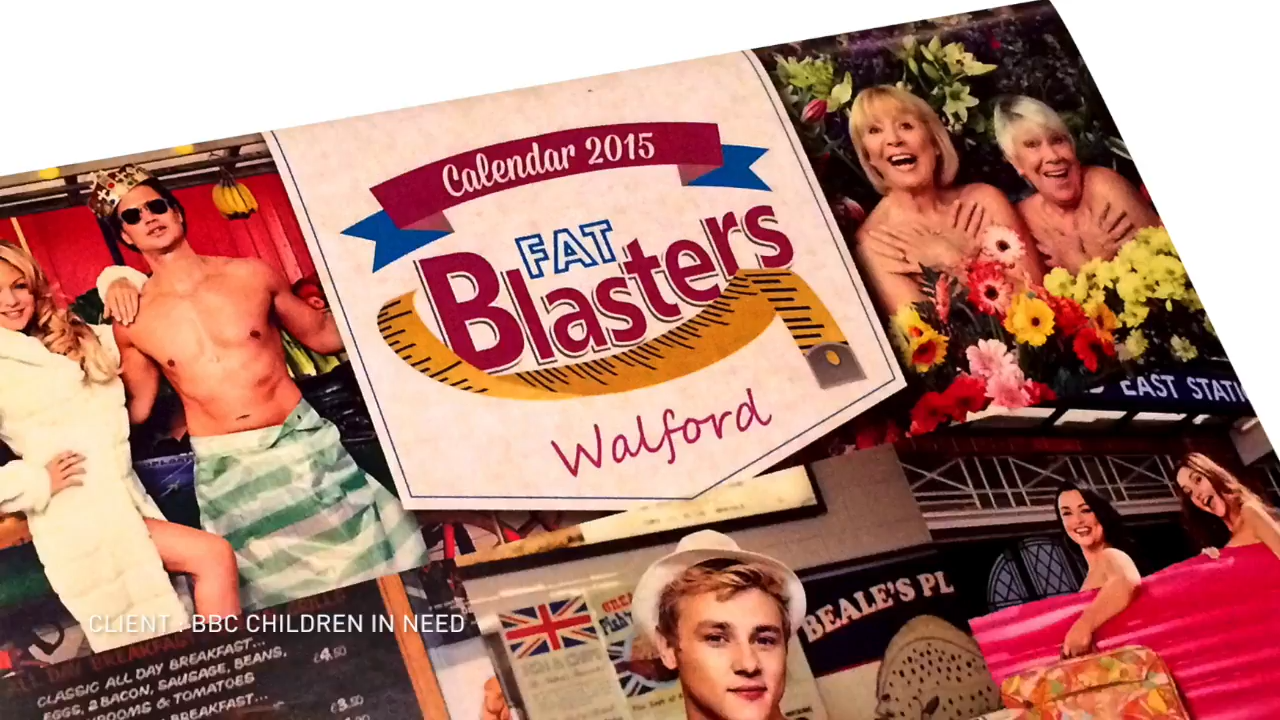 Calendar 2015
FAT
Blasters
Walford
EAST STATI
BEALE'S PL
CLIENT : BBC CHILDREN IN NEED
CLASSIC ALL DAY BREAKFAST...
EGGS, 2 BACON, SAUSAGE, BEANS,
ROOMS & TOMATOES
BREAKFAST...
£4.50
£3.50